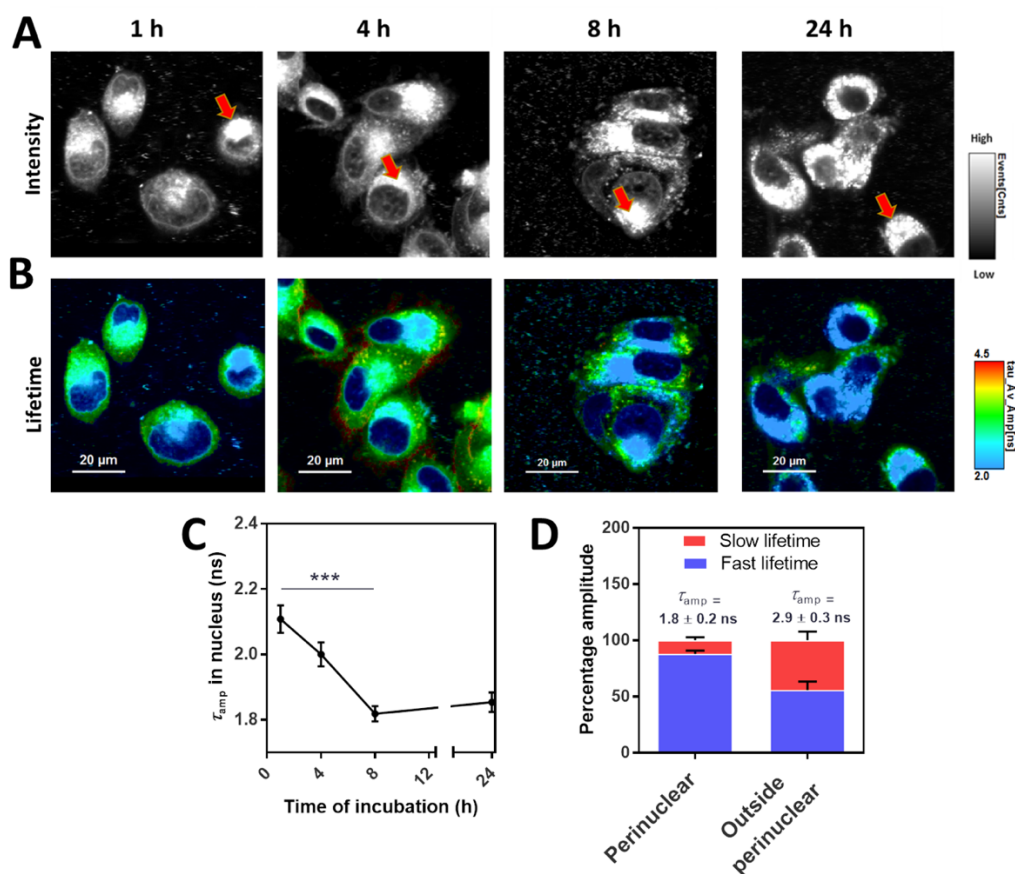 A
1 h
4 h
8 h
24 h
Intensity
High
Events[Cnts]
Low
B
Lifetime
20 µm
20 µm
20 µm
20 µm
4.5
tau_Av_Amp[ns]
2.0
C
τamp in nucleus (ns)
2.4
2.2
2.0
1.8
***
0
4
8
12
24
Time of incubation (h)
D
Percentage amplitude
200
150
100
50
0
Slow lifetime
Fast lifetime
τamp =
1.8 ± 0.2 ns
τamp =
2.9 ± 0.3 ns
Perinuclear
Outside
perinuclear